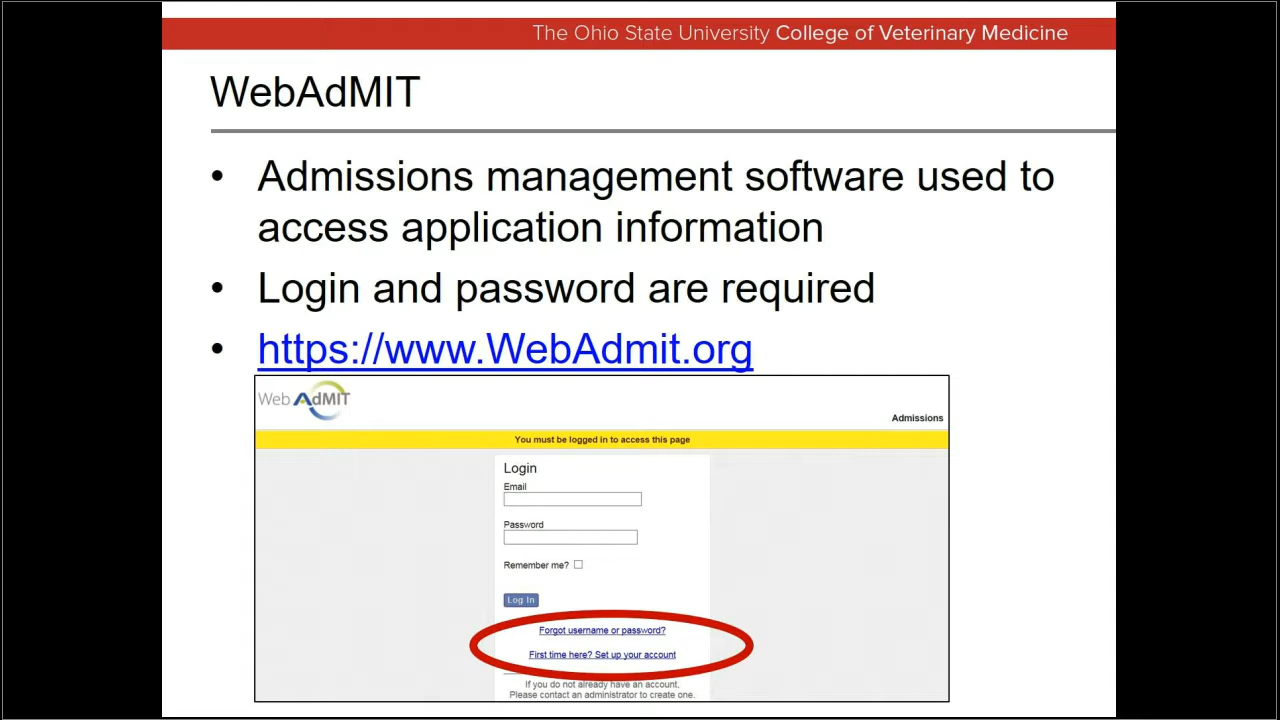 The Ohio State University College of Veterinary Medicine
WebAdMIT
• Admissions management software used to
access application information
• Login and password are required
• https://www.WebAdmit.org
Web AdMIT
Admissions
You must be logged in to access this page
Login
Email
Password
Remember me?
Log In
Forgot username or password?
First time here? Set up your account
If you do not already have an account,
Please contact an administrator to create one.